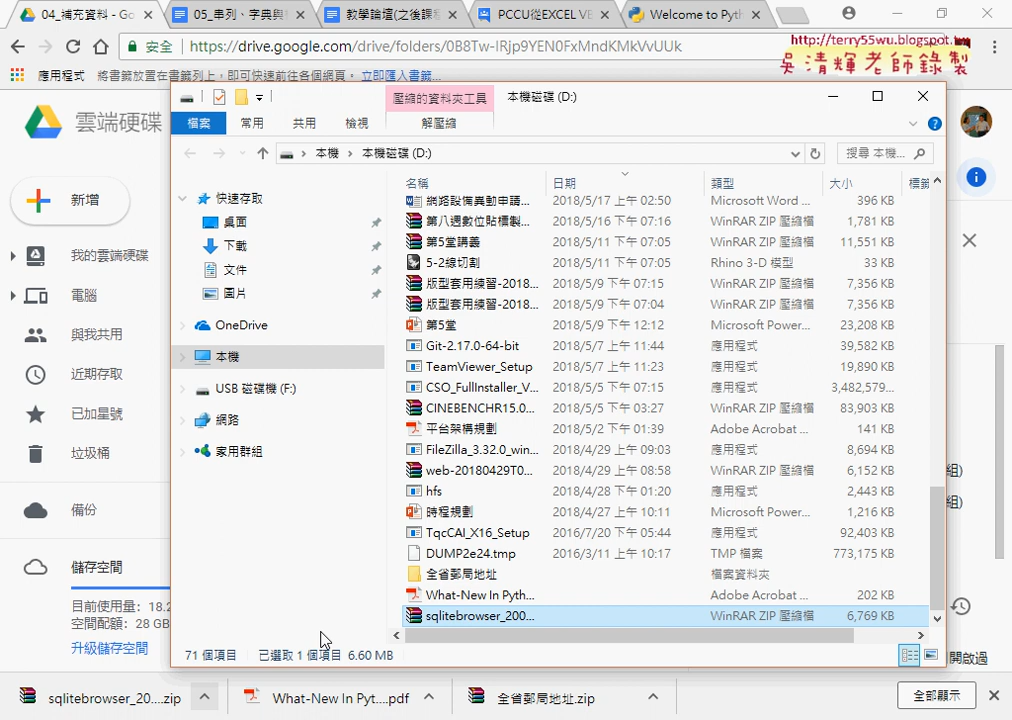 04_補充資料 - Go
05_串列、字典與
教學論壇(之後課程
PCCU從EXCEL VB
Welcome to Pyth
安全
https://drive.google.com/drive/folders/0B8Tw-IRjp9YEN0FxMndKMkVvUUk
http://terry55wu.blogspot.tw
吳清輝老師錄製
應用程式
將書籤放置在書籤列上，即可快速前往各個網頁。
立即匯入書籤...
雲端硬碟
新增
我的雲端硬碟
電腦
與我共用
近期存取
已加星號
垃圾桶
備份
儲存空間
目前使用量： 18.2
空間配額： 28 GB
升級儲存空間
壓縮的資料夾工具
本機磁碟 (D:)
檔案
常用
共用
檢視
解壓縮
本機
本機磁碟 (D:)
搜尋 本機...
快速存取
桌面
下載
文件
圖片
OneDrive
本機
USB 磁碟機 (F:)
網路
家用群組
名稱 日期 類型 大小 標籤
網路設備異動申請... 2018/5/17 上午 02:50 Microsoft Word ... 396 KB
第八週數位貼標製... 2018/5/16 下午 07:16 WinRAR ZIP 壓縮檔 1,781 KB
第5堂講義 2018/5/11 下午 07:05 WinRAR ZIP 壓縮檔 11,551 KB
5-2線切割 2018/5/11 下午 07:05 Rhino 3-D 模型 33 KB
版型套用練習-2018... 2018/5/9 下午 07:15 WinRAR ZIP 壓縮檔 7,356 KB
版型套用練習-2018... 2018/5/9 下午 07:04 WinRAR ZIP 壓縮檔 7,356 KB
第5堂 2018/5/9 下午 12:12 Microsoft Power... 23,208 KB
Git-2.17.0-64-bit 2018/5/7 上午 11:44 應用程式 39,582 KB
TeamViewer_Setup 2018/5/7 上午 11:23 應用程式 19,890 KB
CSO_FullInstaller_V... 2018/5/5 下午 07:15 應用程式 3,482,579...
CINEBENCHR15.0... 2018/5/5 下午 03:27 WinRAR ZIP 壓縮檔 83,903 KB
平台架構規劃 2018/5/2 上午 01:39 Adobe Acrobat ... 141 KB
FileZilla_3.32.0_win... 2018/4/29 上午 09:03 應用程式 8,694 KB
web-20180429T0... 2018/4/29 上午 08:58 WinRAR ZIP 壓縮檔 6,152 KB
hfs 2018/4/28 下午 01:20 應用程式 2,443 KB
時程規劃 2018/4/27 上午 10:11 Microsoft Power... 1,216 KB
TqcCAI_X16_Setup 2016/7/20 下午 05:44 應用程式 92,403 KB
DUMP2e24.tmp 2016/3/11 上午 10:17 TMP 檔案 773,175 KB
全省郵局地址 檔案資料夾
What-New In Pyth... Adobe Acrobat ... 202 KB
sqlitebrowser_200... WinRAR ZIP 壓縮檔 6,769 KB
71 個項目
已選取 1 個項目 6.60 MB
組)
組)
開啟過
sqlitebrowser_20....zip
What-New In Pyt....pdf
全省郵局地址.zip
全部顯示